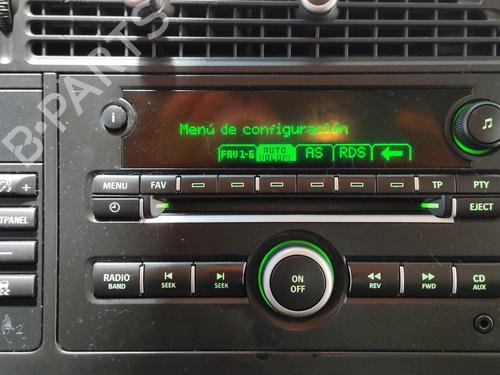 B-PARTS
i
Menú de configuración
FAV1-6 AUTO VOLUM AS RDS
MENU FAV TP PTY
+
TPANEL
EJECT
RADIO BAND SEEK SEEK ON OFF REV FWD CD AUX